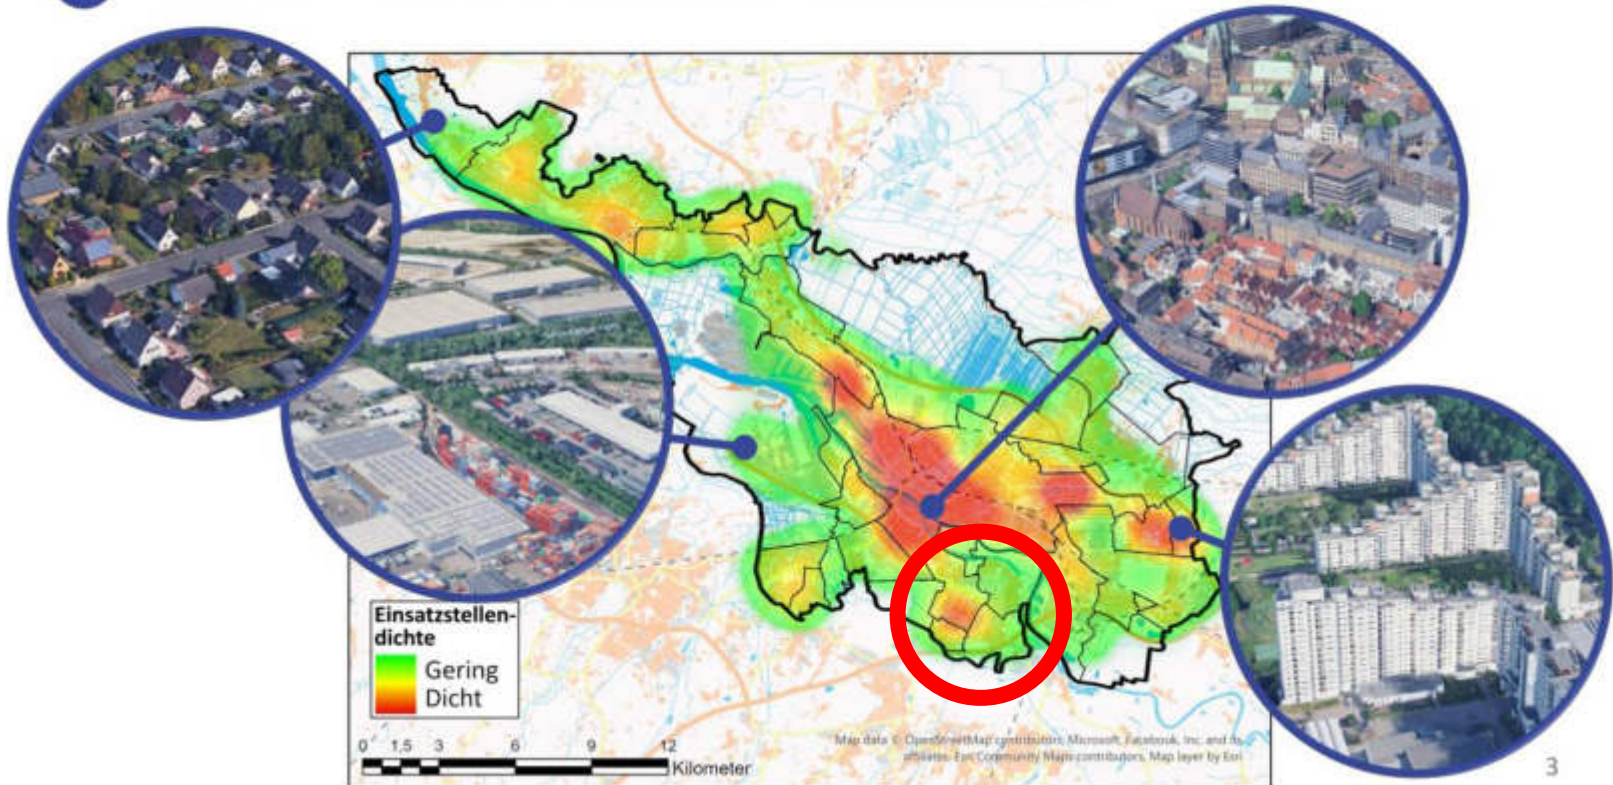 Einsatzstellen-
dichte
Gering
Dicht
0 1,5 3 6 9 12
Kilometer
Map data © OpenStreetMap contributors, Microsoft, Facebook, Inc. and its
affiliates, Esri Community Maps contributors, Map layer by Esri
3